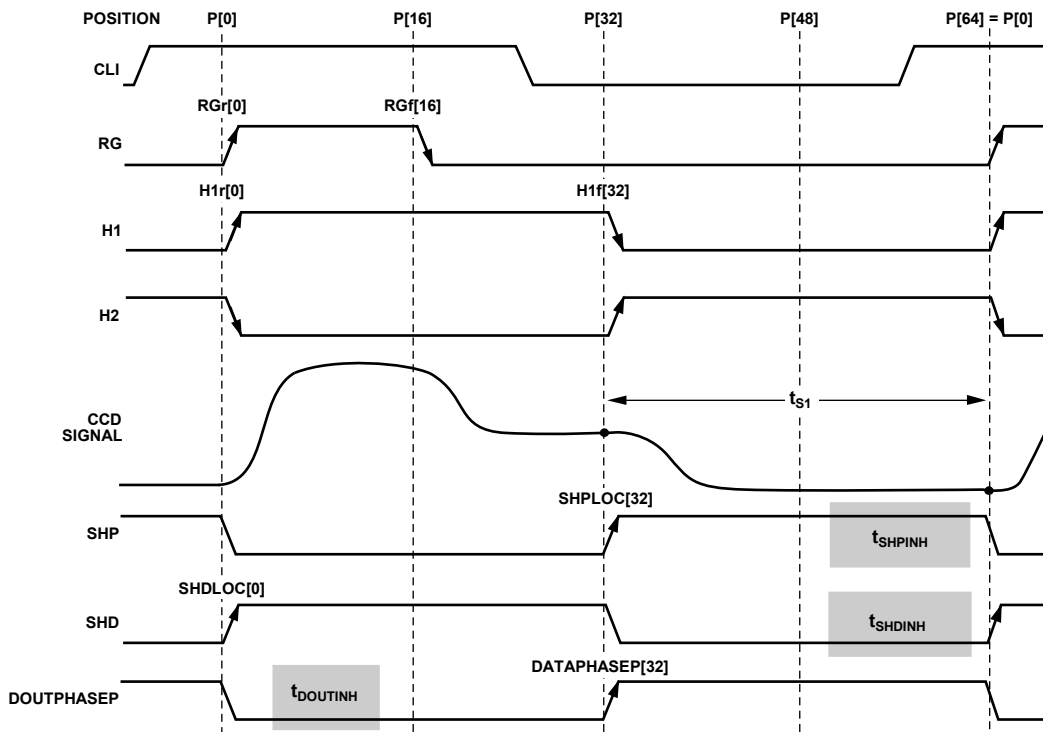 POSITION P[0] P[16] P[32] P[48] P[64] = P[0]
CLI
RGr[0] RGf[16]
RG
H1r[0] H1f[32]
H1
H2
tS1
CCD
SIGNAL
SHPLOC[32]
SHP
tSHPINH
SHDLOC[0]
SHD
tSHDINH
DATAPHASEP[32]
DOUTPHASEP
tDOUTINH